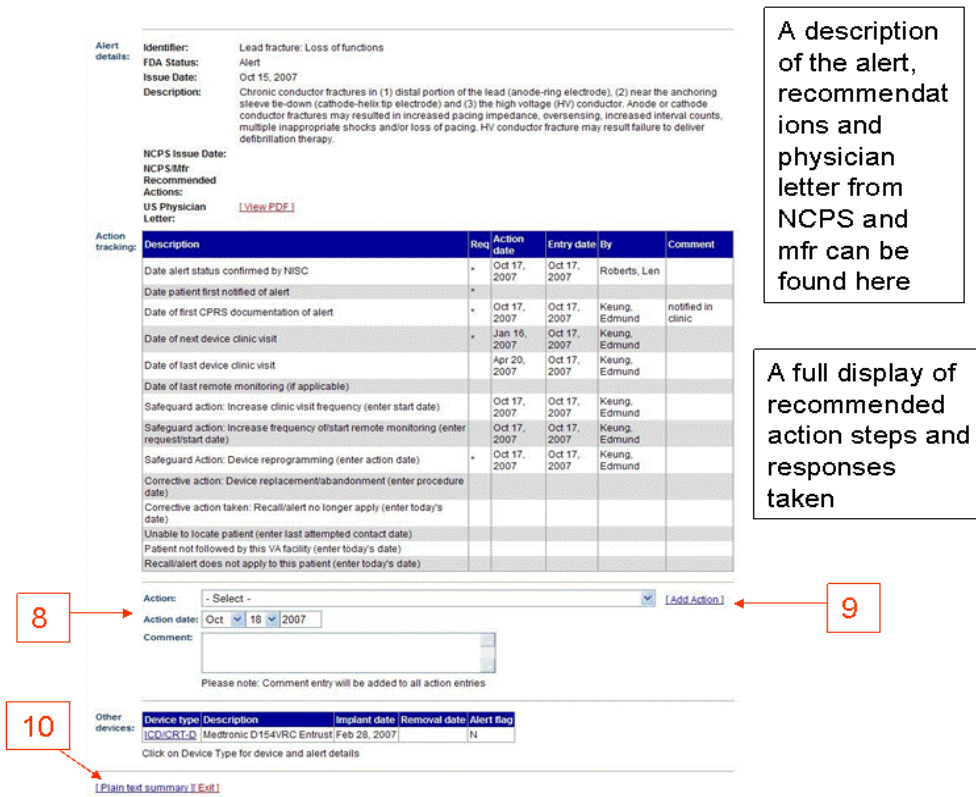 Alert details:
Identifier: Lead fracture: Loss of functions
FDA Status: Alert
Issue Date: Oct 15, 2007
Description: Chronic conductor fractures in (1) distal portion of the lead (anode-ring electrode), (2) near the anchoring
sleeve tie-down (cathode-helix tip electrode) and (3) the high voltage (HV) conductor. Anode or cathode
conductor fractures may resulted in increased pacing impedance, oversensing, increased interval counts,
multiple inappropriate shocks and/or loss of pacing. HV conductor fracture may result failure to deliver
defibrillation therapy.
NCPS Issue Date:
NCPS/Mfr
Recommended
Actions:
US Physician
Letter: [ View PDF ]
Action tracking:
Description Req Action date Entry date By Comment
Date alert status confirmed by NISC * Oct 17, 2007 Oct 17, 2007 Roberts, Len
Date patient first notified of alert *
Date of first CPRS documentation of alert * Oct 17, 2007 Oct 17, 2007 Keung, Edmund notified in clinic
Date of next device clinic visit * Jan 16, 2007 Oct 17, 2007 Keung, Edmund
Date of last device clinic visit Apr 20, 2007 Oct 17, 2007 Keung, Edmund
Date of last remote monitoring (if applicable)
Safeguard action: Increase clinic visit frequency (enter start date) Oct 17, 2007 Oct 17, 2007 Keung, Edmund
Safeguard action: Increase frequency of/start remote monitoring (enter
request/start date) Oct 17, 2007 Oct 17, 2007 Keung, Edmund
Safeguard Action: Device reprogramming (enter action date) * Oct 17, 2007 Oct 17, 2007 Keung, Edmund
Corrective action: Device replacement/abandonment (enter procedure
date)
Corrective action taken: Recall/alert no longer apply (enter today's
date)
Unable to locate patient (enter last attempted contact date)
Patient not followed by this VA facility (enter today's date)
Recall/alert does not apply to this patient (enter today's date)
8
Action: - Select - [ Add Action ]
9
Action date: Oct 18 2007
Comment:
Please note: Comment entry will be added to all action entries
10
Other devices:
Device type Description Implant date Removal date Alert flag
ICD/CRT-D Medtronic D154VRC Entrust Feb 28, 2007 N
Click on Device Type for device and alert details
[ Plain text summary ][ Exit ]
A description
of the alert,
recommendat
ions and
physician
letter from
NCPS and
mfr can be
found here
A full display of
recommended
action steps and
responses
taken